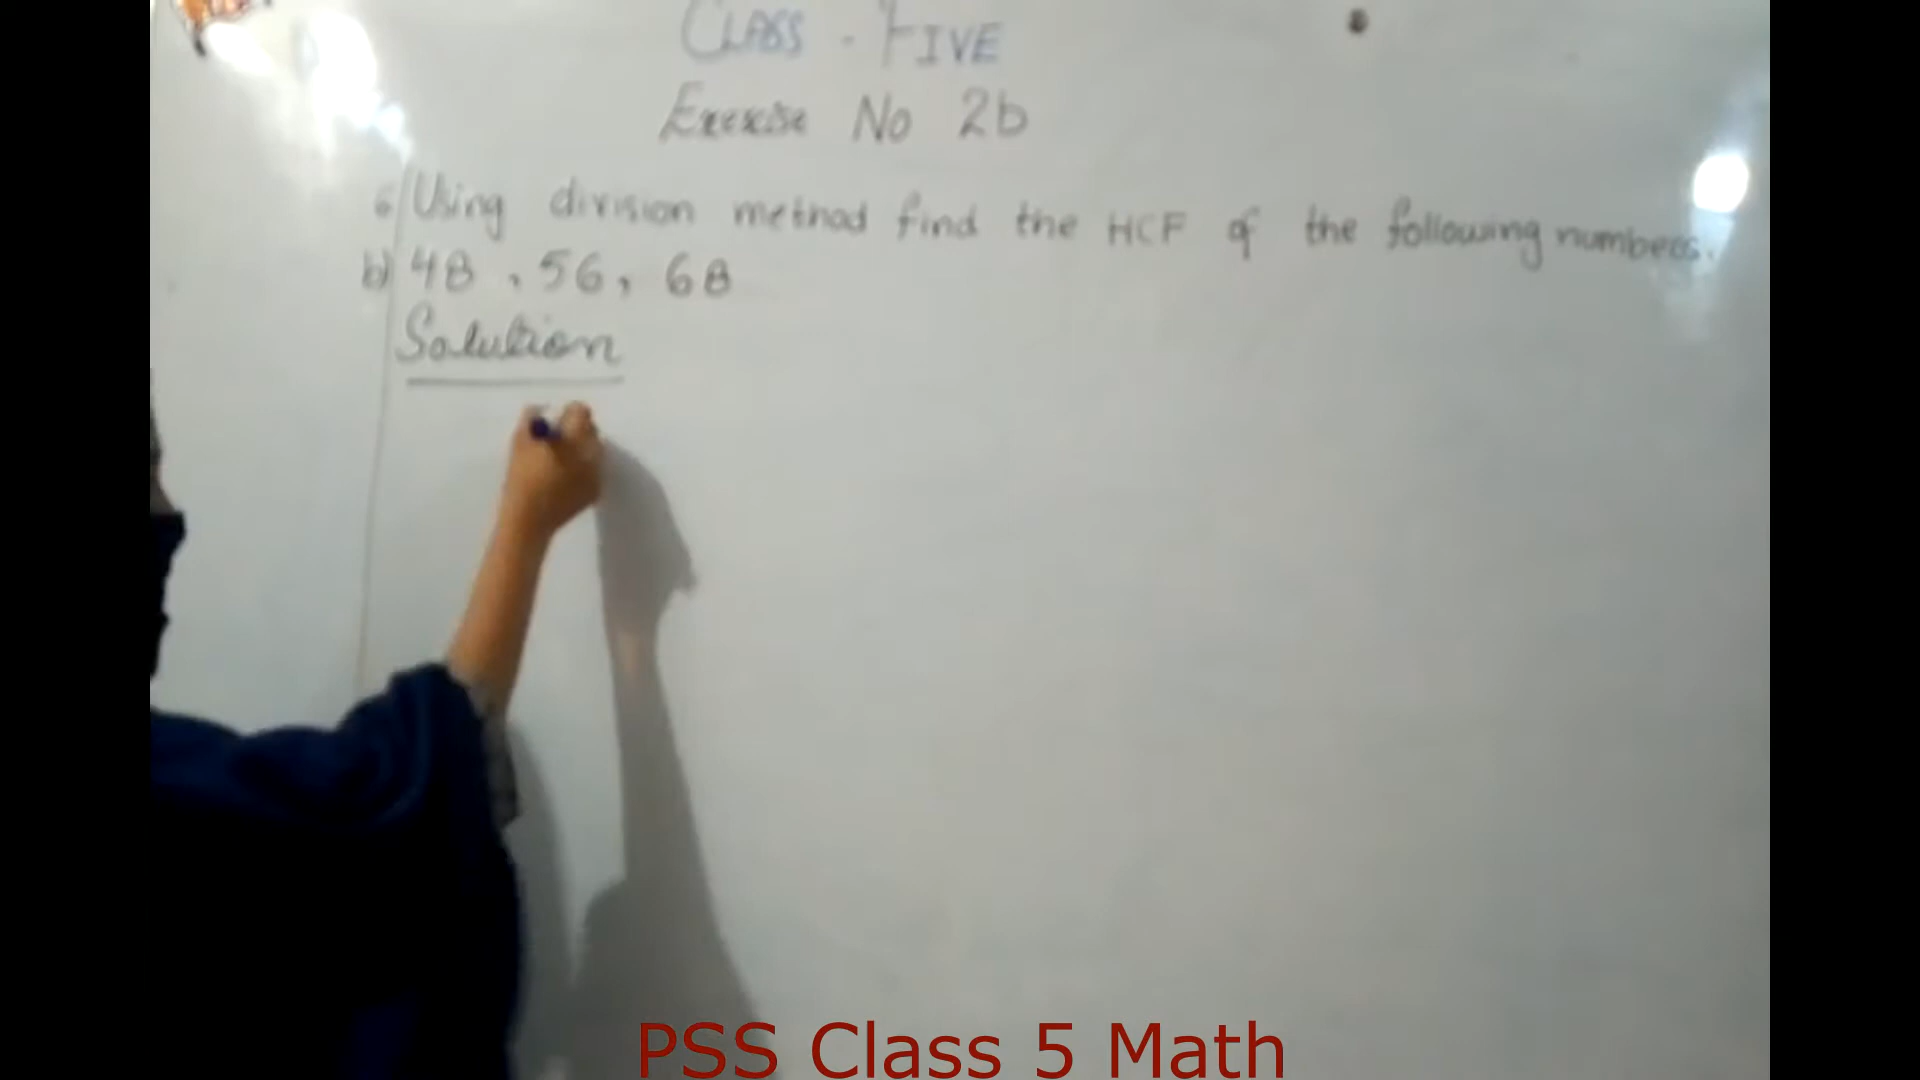 CLASS - FIVE
Exercise No 2b
6) Using division method find the HCF of the following numbers.
b) 48 , 56, 68
Solution
PSS Class 5 Math